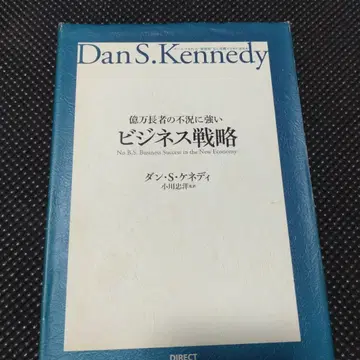 Dan S. Kennedy
億万長者の不況に強い
ビジネス戦略
No B.S. Business Success in the New Economy
ダン・S・ケネディ
小川忠洋
DIRECT